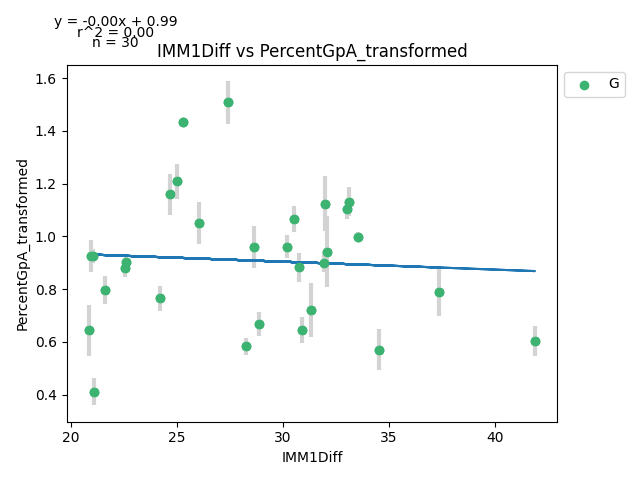 y = -0.00x + 0.99
r^2 = 0.00
n = 30
IMM1Diff vs PercentGpA_transformed
G
1.6
1.4
1.2
1.0
0.8
0.6
0.4
PercentGpA_transformed
20 25 30 35 40
IMM1Diff